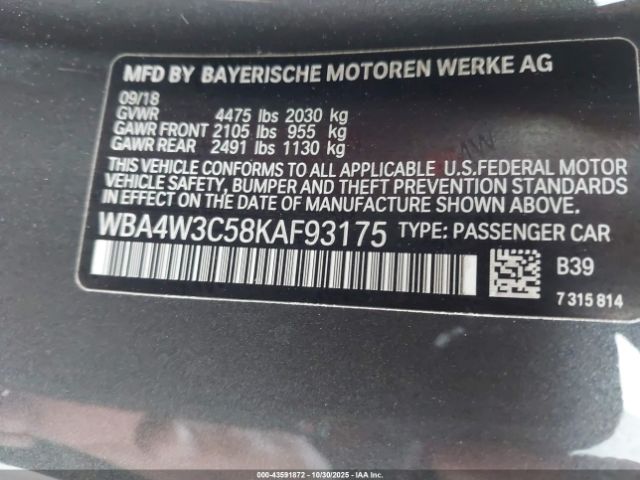 MFD BY BAYERISCHE MOTOREN WERKE AG
09/18
GVWR 4475 lbs 2030 kg
GAWR FRONT 2105 lbs 955 kg
GAWR REAR 2491 lbs 1130 kg
THIS VEHICLE CONFORMS TO ALL APPLICABLE U.S.FEDERAL MOTOR
VEHICLE SAFETY, BUMPER AND THEFT PREVENTION STANDARDS
IN EFFECT ON THE DATE OF MANUFACTURE SHOWN ABOVE.
WBA4W3C58KAF93175 TYPE: PASSENGER CAR
B39
7 315 814
000-43591872 | 10/30/2025 | IAA Inc.